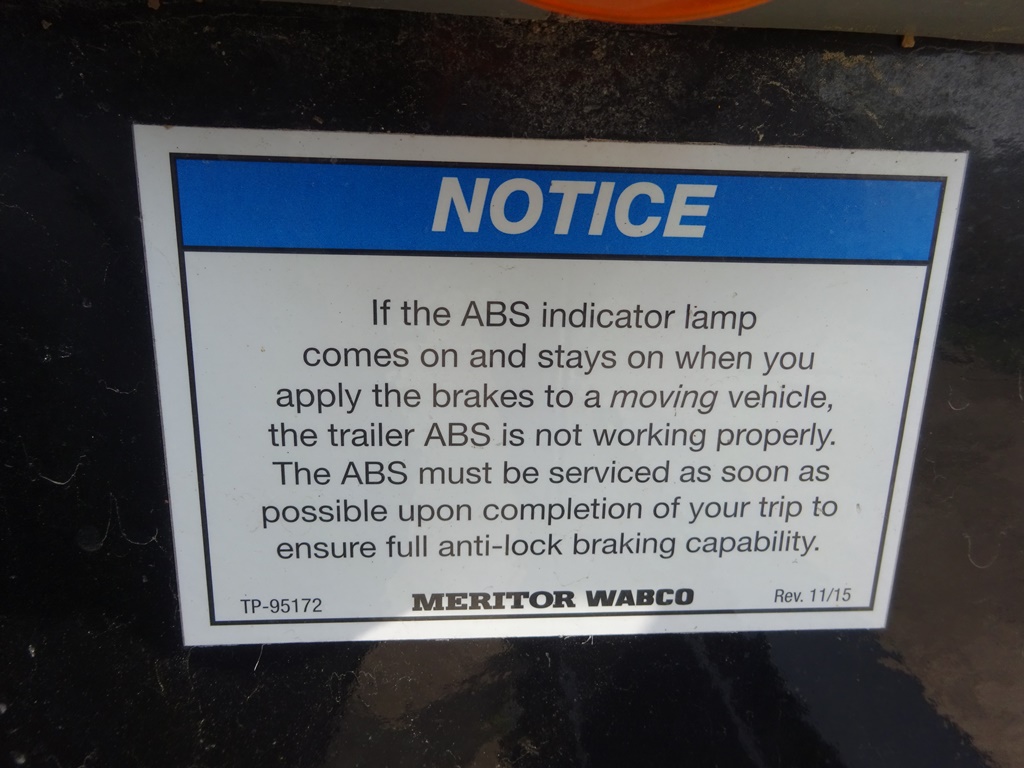 NOTICE
If the ABS indicator lamp
comes on and stays on when you
apply the brakes to a moving vehicle,
the trailer ABS is not working properly.
The ABS must be serviced as soon as
possible upon completion of your trip to
ensure full anti-lock braking capability.
TP-95172 MERITOR WABCO Rev. 11/15